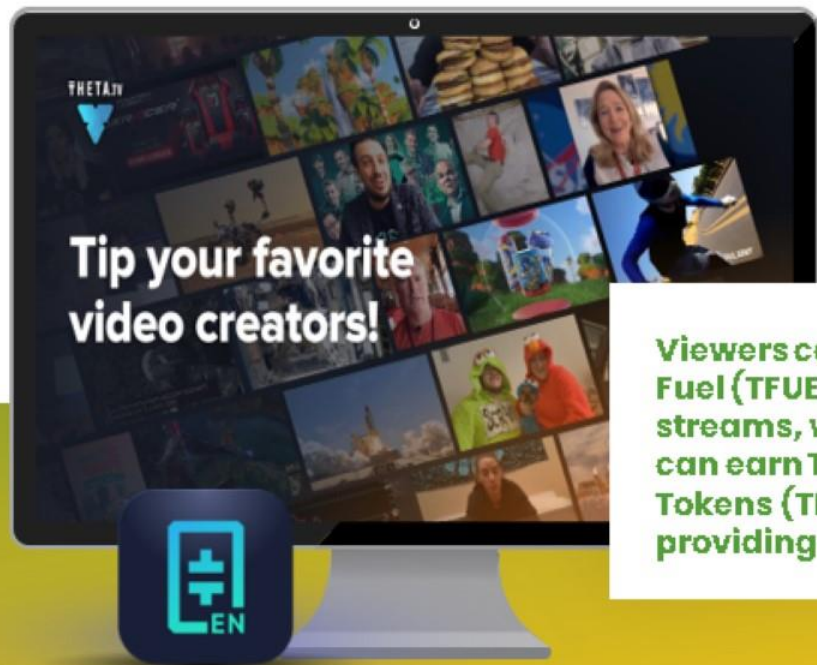 THETA.TV
Tip your favorite
video creators!
EN
Viewers c
Fuel (TFUE
streams, w
can earn T
Tokens (T
providing